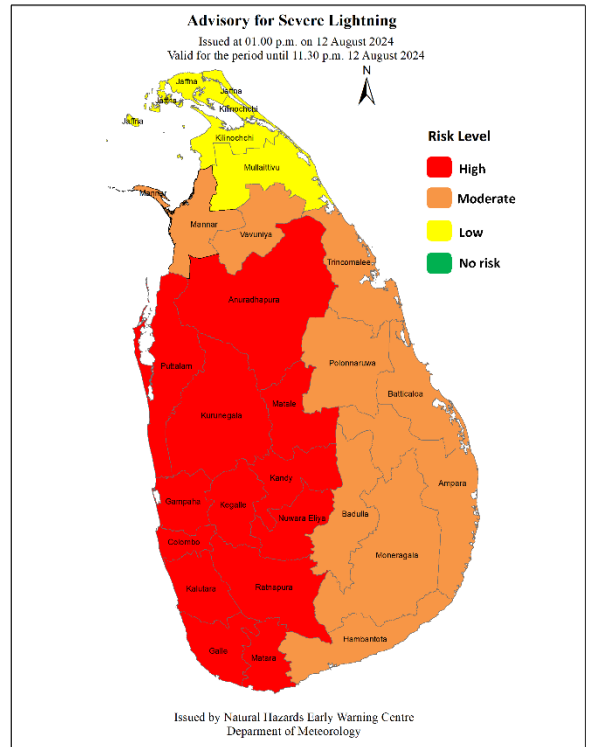 Advisory for Severe Lightning
Issued at 01.00 p.m. on 12 August 2024
Valid for the period until 11.30 p.m. 12 August 2024
N
Jaffna
Jaffna
Jaffna
Kilinochchi
Jaffna
Kilinochchi
Mullaittivu
Risk Level
High
Moderate
Low
No risk
Mannar
Mannar
Vavuniya
Trincomalee
Anuradhapura
Puttalam
Polonnaruwa
Batticaloa
Matale
Kurunegala
Kandy
Ampara
Gampaha
Kegalle
Nuwara Eliya
Badulla
Colombo
Moneragala
Kalutara
Ratnapura
Hambantota
Galle
Matara
Issued by Natural Hazards Early Warning Centre
Deparment of Meteorology